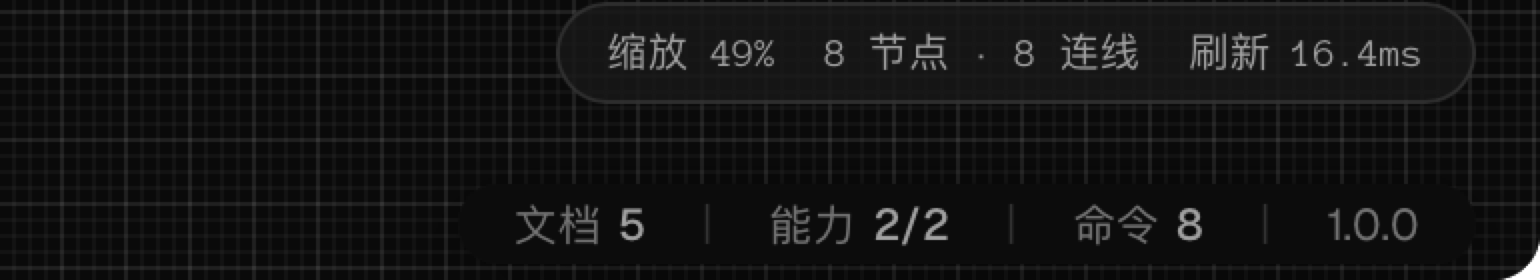 缩放 49% 8 节点 · 8 连线 刷新 16.4ms
文档 5 | 能力 2/2 | 命令 8 | 1.0.0